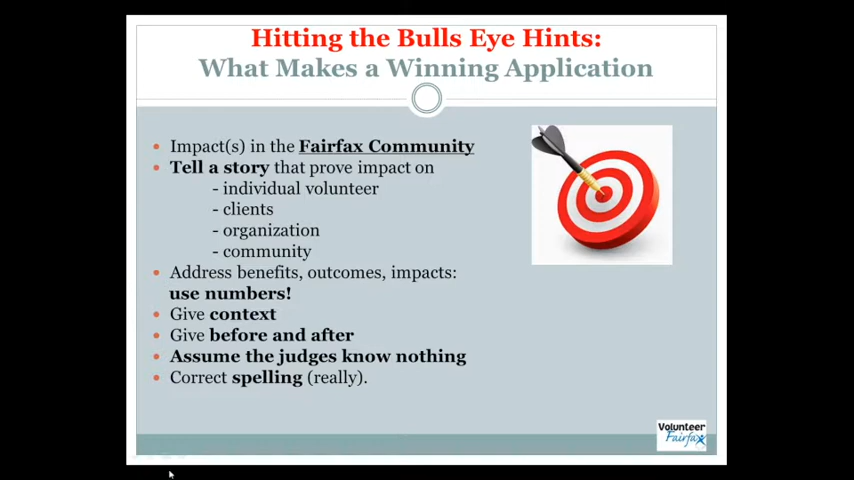 Hitting the Bulls Eye Hints:
What Makes a Winning Application
• Impact(s) in the Fairfax Community
• Tell a story that prove impact on
- individual volunteer
- clients
- organization
- community
• Address benefits, outcomes, impacts:
use numbers!
• Give context
• Give before and after
• Assume the judges know nothing
• Correct spelling (really).
Volunteer
Fairfax